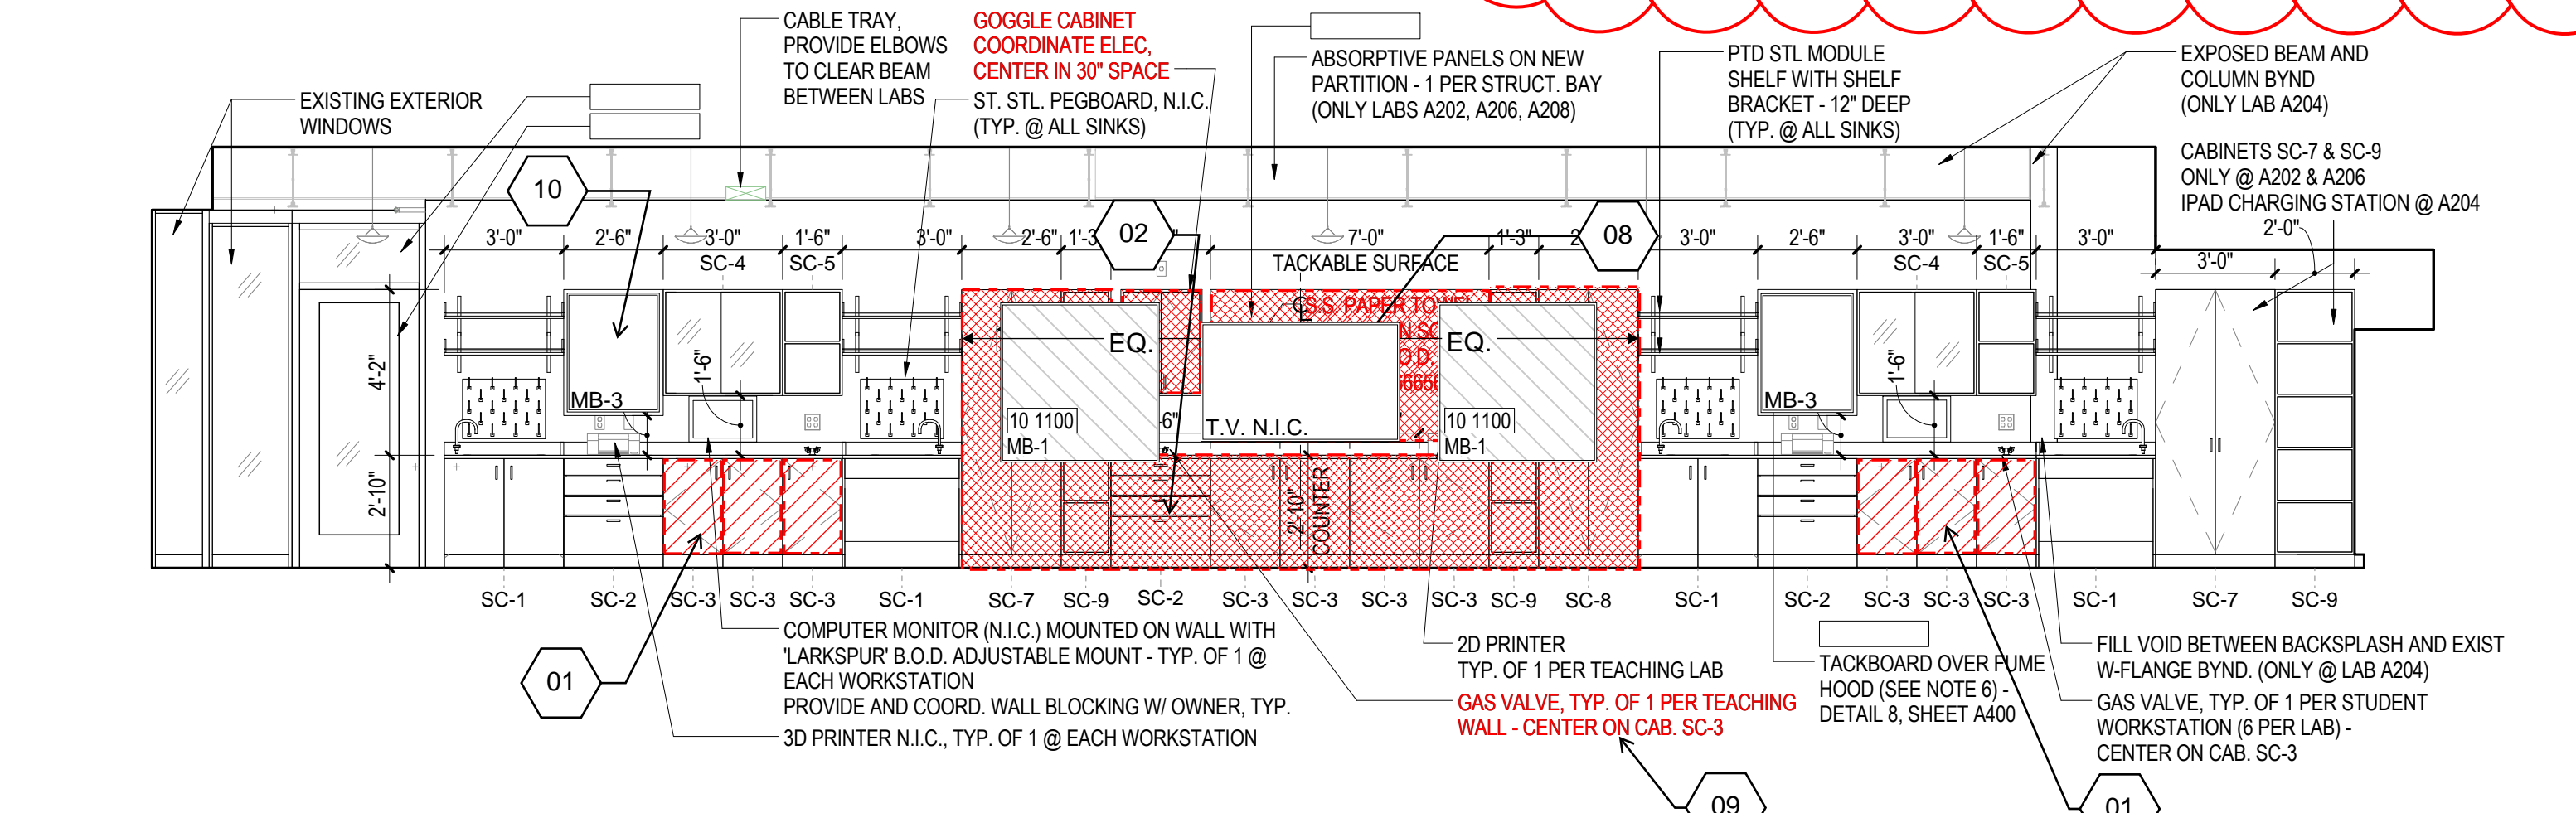 CABLE TRAY,
PROVIDE ELBOWS
TO CLEAR BEAM
BETWEEN LABS
GOGGLE CABINET
COORDINATE ELEC,
CENTER IN 30" SPACE
ST. STL. PEGBOARD, N.I.C.
(TYP. @ ALL SINKS)
ABSORPTIVE PANELS ON NEW
PARTITION - 1 PER STRUCT. BAY
(ONLY LABS A202, A206, A208)
PTD STL MODULE
SHELF WITH SHELF
BRACKET - 12" DEEP
(TYP. @ ALL SINKS)
EXPOSED BEAM AND
COLUMN BYND
(ONLY LAB A204)
CABINETS SC-7 & SC-9
ONLY @ A202 & A206
IPAD CHARGING STATION @ A204
EXISTING EXTERIOR
WINDOWS
10
02
08
3'-0" 2'-6" 3'-0" 1'-6" 3'-0" 2'-6" 7'-0" 1'-3" 3'-0" 2'-6" 3'-0" 1'-6" 3'-0" 3'-0" 2'-0"
SC-4 SC-5 TACKABLE SURFACE SC-4 SC-5
S.S. PAPER
EQ. EQ.
4'-2" 1'-6" 1'-6"
MB-3 MB-3
10 1100 T.V. N.I.C. 10 1100
MB-1 MB-1
2'-10" 2'-10"
COUNTER
SC-1 SC-2 SC-3 SC-3 SC-3 SC-1 SC-7 SC-9 SC-2 SC-3 SC-3 SC-3 SC-3 SC-9 SC-8 SC-1 SC-2 SC-3 SC-3 SC-3 SC-1 SC-7 SC-9
01
COMPUTER MONITOR (N.I.C.) MOUNTED ON WALL WITH
'LARKSPUR' B.O.D. ADJUSTABLE MOUNT - TYP. OF 1 @
EACH WORKSTATION
PROVIDE AND COORD. WALL BLOCKING W/ OWNER, TYP.
3D PRINTER N.I.C., TYP. OF 1 @ EACH WORKSTATION
2D PRINTER
TYP. OF 1 PER TEACHING LAB
GAS VALVE, TYP. OF 1 PER TEACHING
WALL - CENTER ON CAB. SC-3
TACKBOARD OVER FUME
HOOD (SEE NOTE 6) -
DETAIL 8, SHEET A400
FILL VOID BETWEEN BACKSPLASH AND EXIST
W-FLANGE BYND. (ONLY @ LAB A204)
GAS VALVE, TYP. OF 1 PER STUDENT
WORKSTATION (6 PER LAB) -
CENTER ON CAB. SC-3
09
01